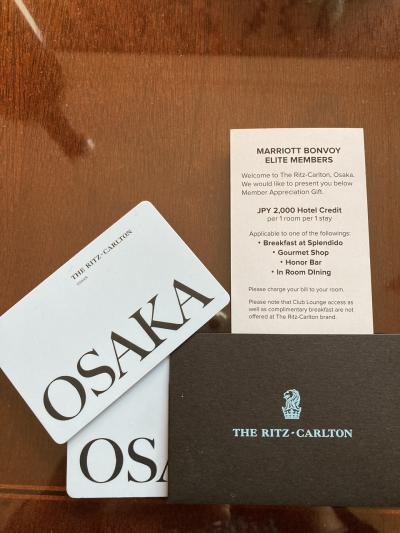 MARRIOTT BONVOY
ELITE MEMBERS
Welcome to The Ritz-Carlton, Osaka.
We would like to present you below
Member Appreciation Gift.
JPY 2,000 Hotel Credit
per 1 room per 1 stay
Applicable to one of the followings:
• Breakfast at Splendido
• Gourmet Shop
• Honor Bar
• In Room Dining
Please charge your bill to your room.
Please note that Club Lounge access as
well as complimentary breakfast are not
offered at The Ritz-Carlton brand.
THE RITZ-CARLTON
OSAKA
OSAKA
OSA
THE RITZ-CARLTON